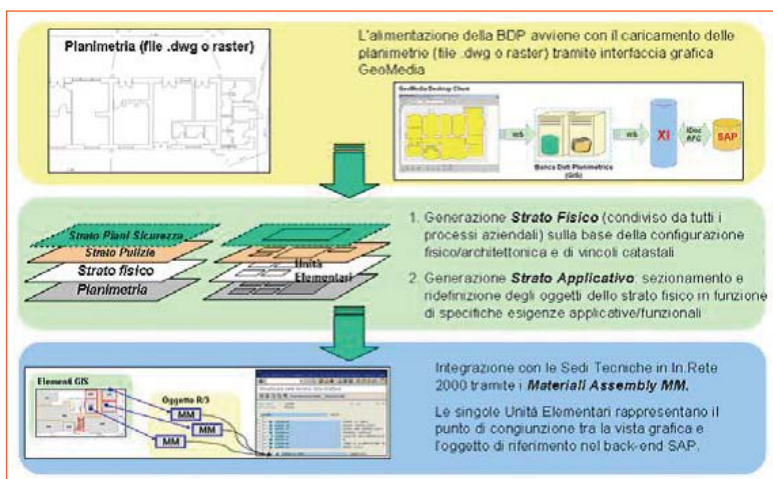 Planimetria (file .dwg o raster)
L'alimentazione della BDP avviene con il caricamento delle
planimetrie (file .dwg o raster) tramite interfaccia grafica
GeoMedia
GeoMedia Desktop Client
WS
WS
XI
IDoc
RFC
SAP
Banca Dati Planimetrica
(GIS)
Strato Piani Sicurezza
Strato Pulizie
Strato fisico
Planimetria
Unità
Elementari
1. Generazione Strato Fisico (condiviso da tutti i
processi aziendali) sulla base della configurazione
fisico/architettonica e di vincoli catastali
2. Generazione Strato Applicativo: sezionamento e
ridefinizione degli oggetti dello strato fisico in funzione
di specifiche esigenze applicative/funzionali
Elementi GIS
Oggetto R/3
MM
MM
MM
Integrazione con le Sedi Tecniche in In.Rete
2000 tramite i Materiali Assembly MM.
Le singole Unità Elementari rappresentano il
punto di congiunzione tra la vista grafica e
l'oggetto di riferimento nel back-end SAP.